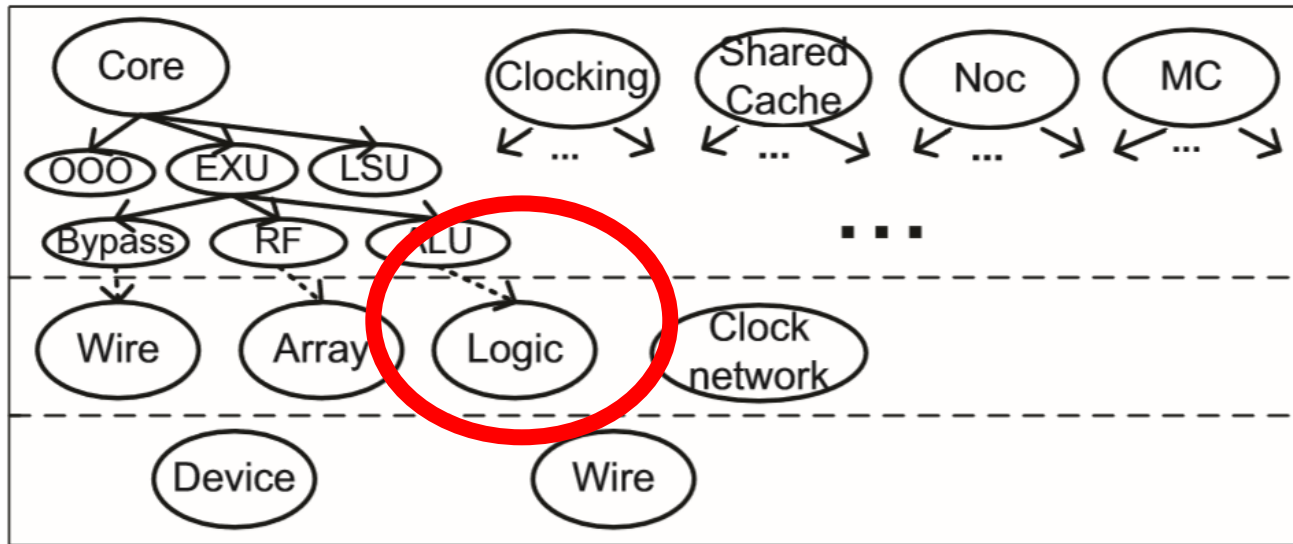 Core
Clocking
Shared
Cache
Noc
MC
...
...
...
...
OOO
EXU
LSU
Bypass
RF
ALU
...
Wire
Array
Logic
Clock
network
Device
Wire